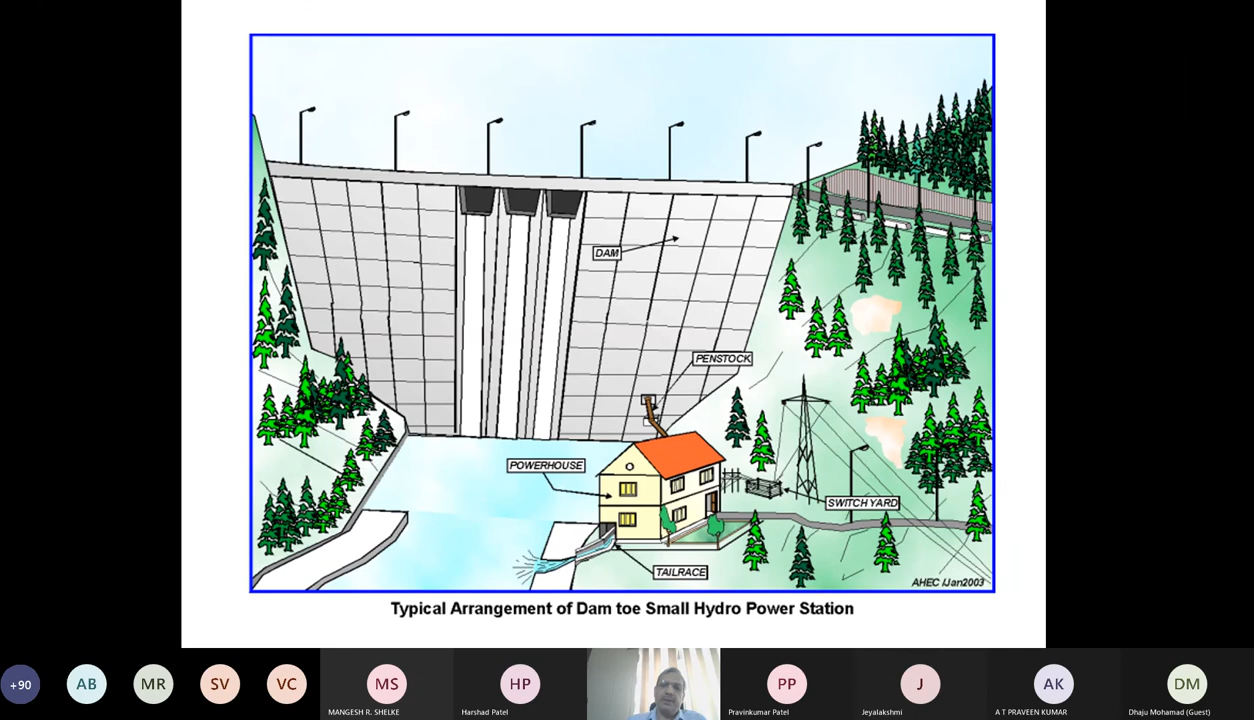 DAM
PENSTOCK
POWERHOUSE
SWITCH YARD
TAILRACE
AHEC /Jan2003
Typical Arrangement of Dam toe Small Hydro Power Station
+90
AB
MR
SV
VC
MS
HP
PP
J
AK
DM
MANGESH R. SHELKE
Harshad Patel
Pravinkumar Patel
Jeyalakshmi
A T PRAVEEN KUMAR
Dhaju Mohamad (Guest)